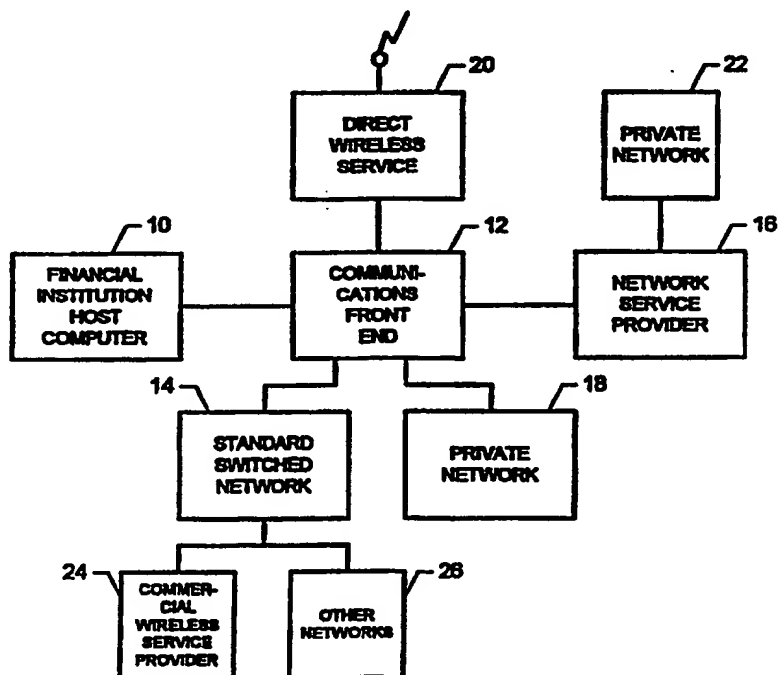 20
22
DIRECT
WIRELESS
SERVICE
PRIVATE
NETWORK
10
12
16
FINANCIAL
INSTITUTION
HOST
COMPUTER
COMMUNI-
CATIONS
FRONT
END
NETWORK
SERVICE
PROVIDER
14
18
STANDARD
SWITCHED
NETWORK
PRIVATE
NETWORK
24
26
COMMER-
CIAL
WIRELESS
SERVICE
PROVIDER
OTHER
NETWORKS